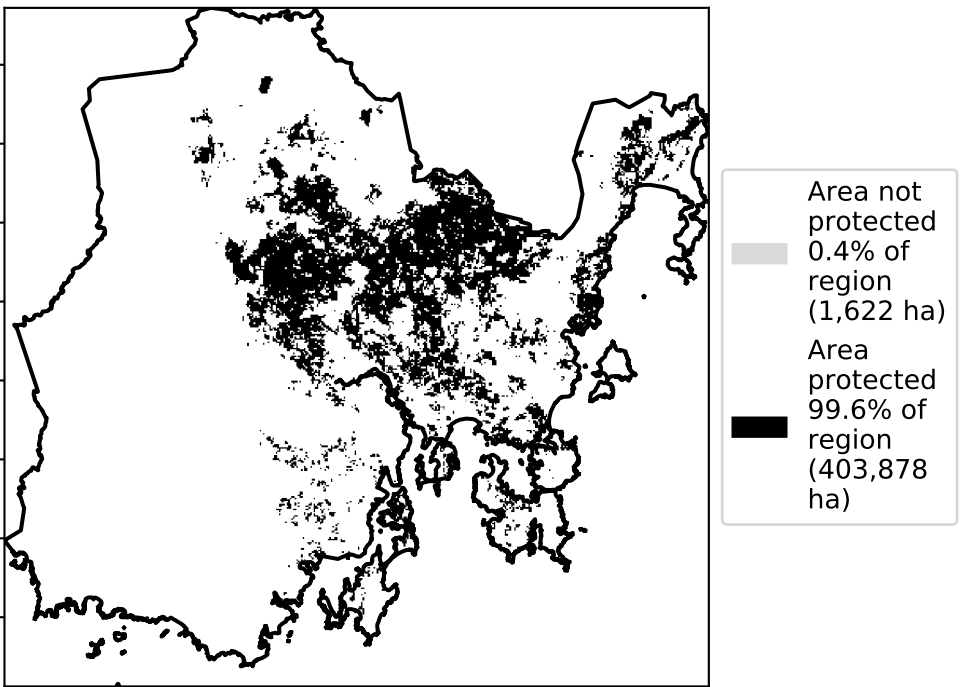 Area not
protected
0.4% of
region
(1,622 ha)
Area
protected
99.6% of
region
(403,878
ha)